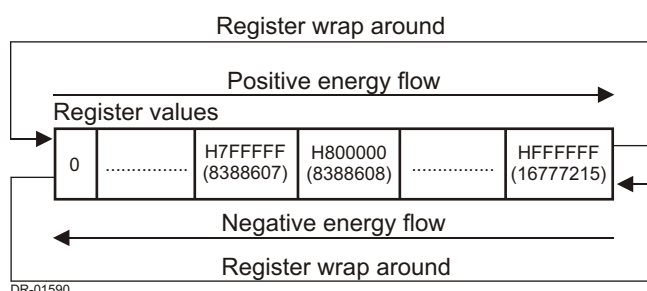 Register wrap around
Positive energy flow
Register values
0
...............
H7FFFFF
(8388607)
H800000
(8388608)
...............
HFFFFFF
(16777215)
Negative energy flow
Register wrap around
DR-01590